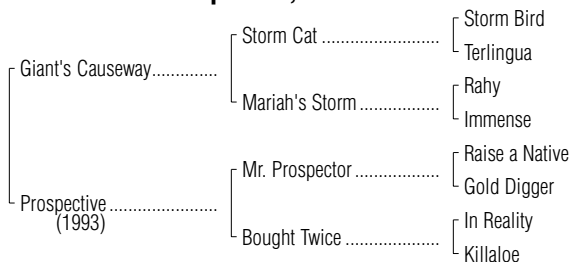 Storm Bird
Storm Cat ........................
Terlingua
Giant's Causeway..............
Rahy
Mariah's Storm .....................
Immense
Raise a Native
Mr. Prospector ......................
Gold Digger
Prospective ............................
(1993)
In Reality
Bought Twice ........................
Killaloe